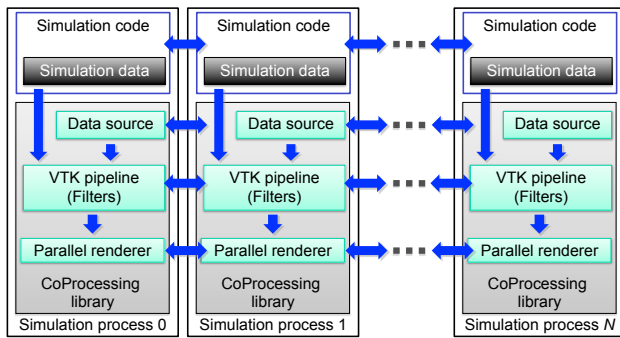 Simulation code
Simulation data
Data source
VTK pipeline
(Filters)
Parallel renderer
CoProcessing
library
Simulation process 0
Simulation code
Simulation data
Data source
VTK pipeline
(Filters)
Parallel renderer
CoProcessing
library
Simulation process 1
Simulation code
Simulation data
Data source
VTK pipeline
(Filters)
Parallel renderer
CoProcessing
library
Simulation process N